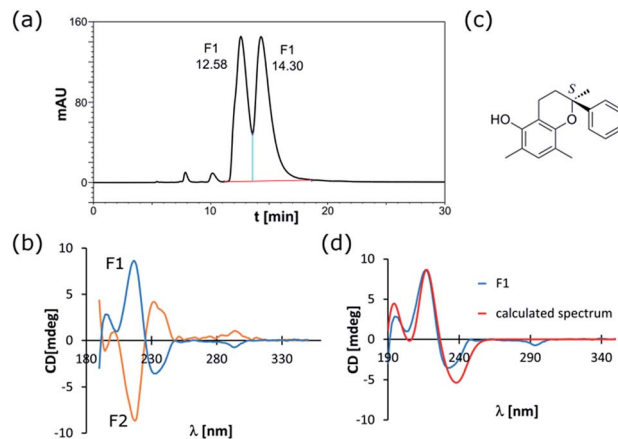 (a)
160
80
0
mAU
F1
12.58
F1
14.30
0
10
20
30
t [min]
(c)
HO
S
O
(b)
10
5
0
-5
-10
CD[mdeg]
F1
F2
180
230
280
330
λ [nm]
(d)
10
5
0
-5
-10
CD [mdeg]
F1
calculated spectrum
190
240
290
340
λ [nm]